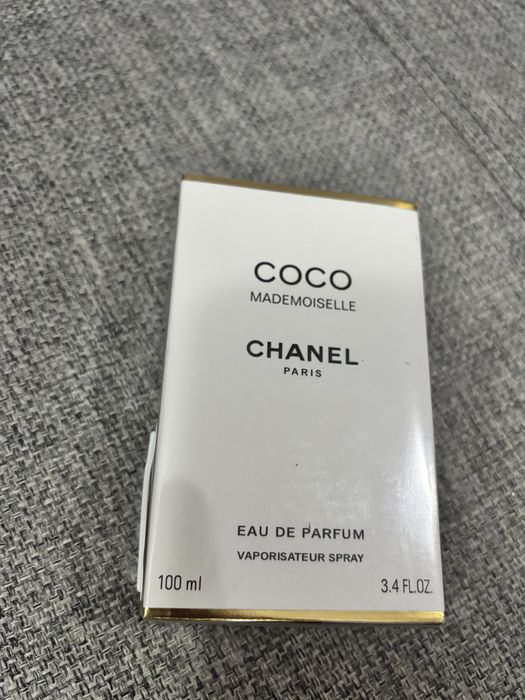 COCO
MADEMOISELLE
CHANEL
PARIS
EAU DE PARFUM
VAPORISATEUR SPRAY
100 ml
3.4 FL.OZ.